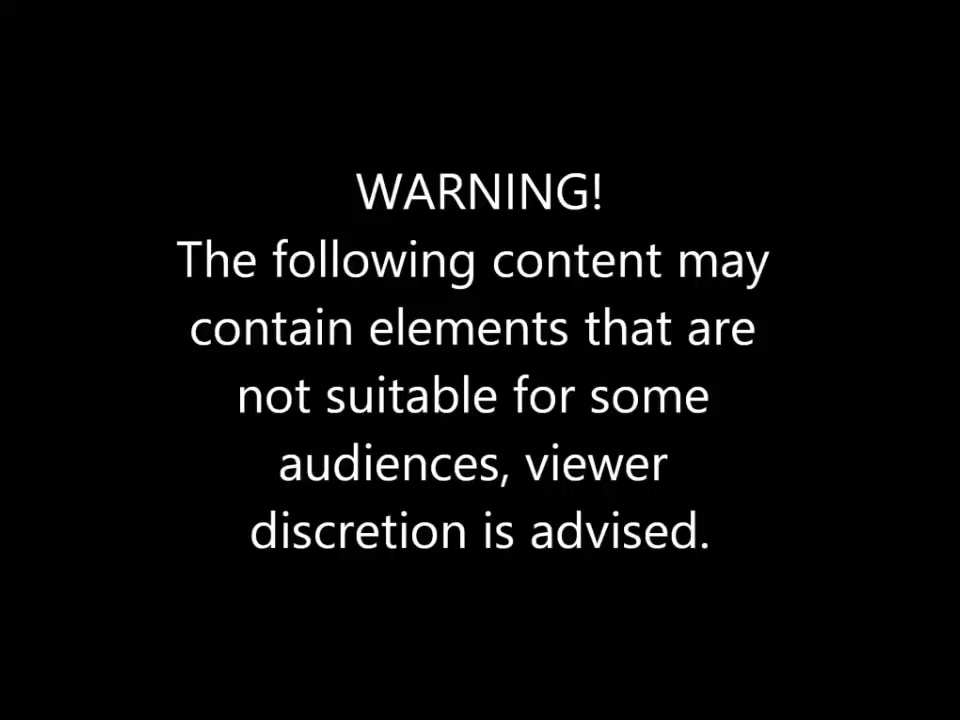 WARNING!
The following content may
contain elements that are
not suitable for some
audiences, viewer
discretion is advised.